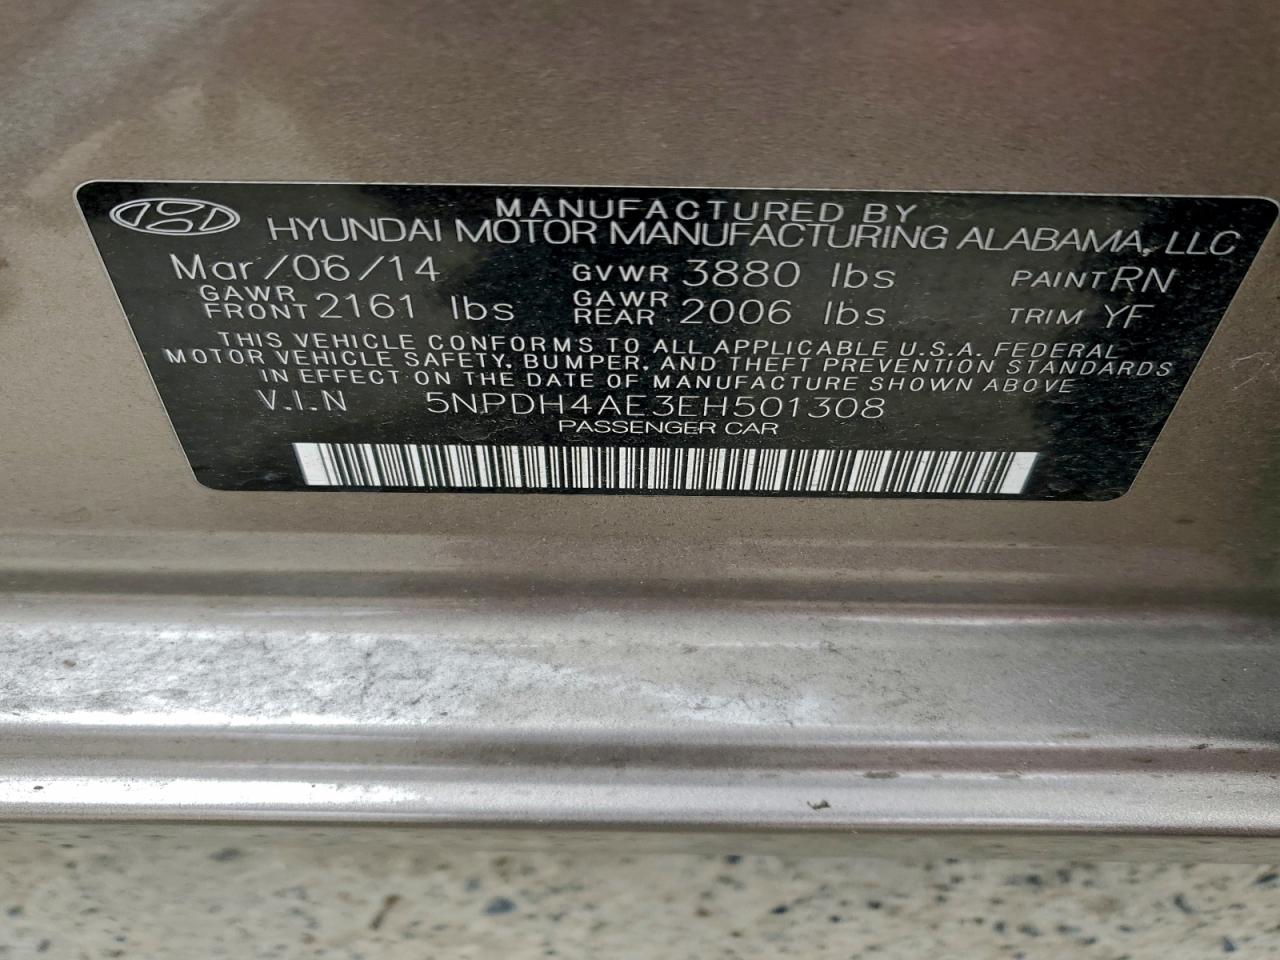 MANUFACTURED BY
HYUNDAI MOTOR MANUFACTURING ALABAMA, LLC
Mar/06/14 GVWR 3880 lbs PAINT RN
GAWR FRONT 2161 lbs GAWR REAR 2006 lbs TRIM YF
THIS VEHICLE CONFORMS TO ALL APPLICABLE U.S.A. FEDERAL
MOTOR VEHICLE SAFETY, BUMPER, AND THEFT PREVENTION STANDARDS
IN EFFECT ON THE DATE OF MANUFACTURE SHOWN ABOVE
V.I.N 5NPDH4AE3EH501308
PASSENGER CAR